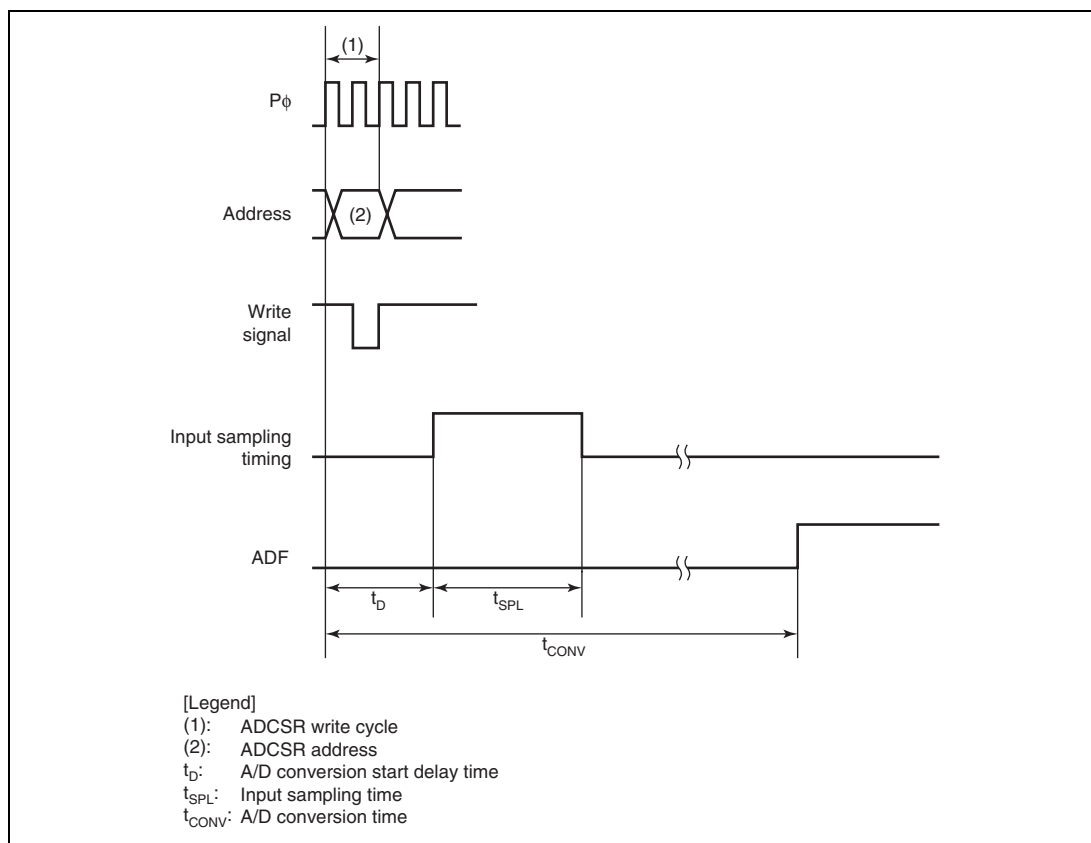 (1)
Pϕ
Address
(2)
Write
signal
Input sampling
timing
ADF
tD
tSPL
tCONV
[Legend]
(1): ADCSR write cycle
(2): ADCSR address
tD: A/D conversion start delay time
tSPL: Input sampling time
tCONV: A/D conversion time